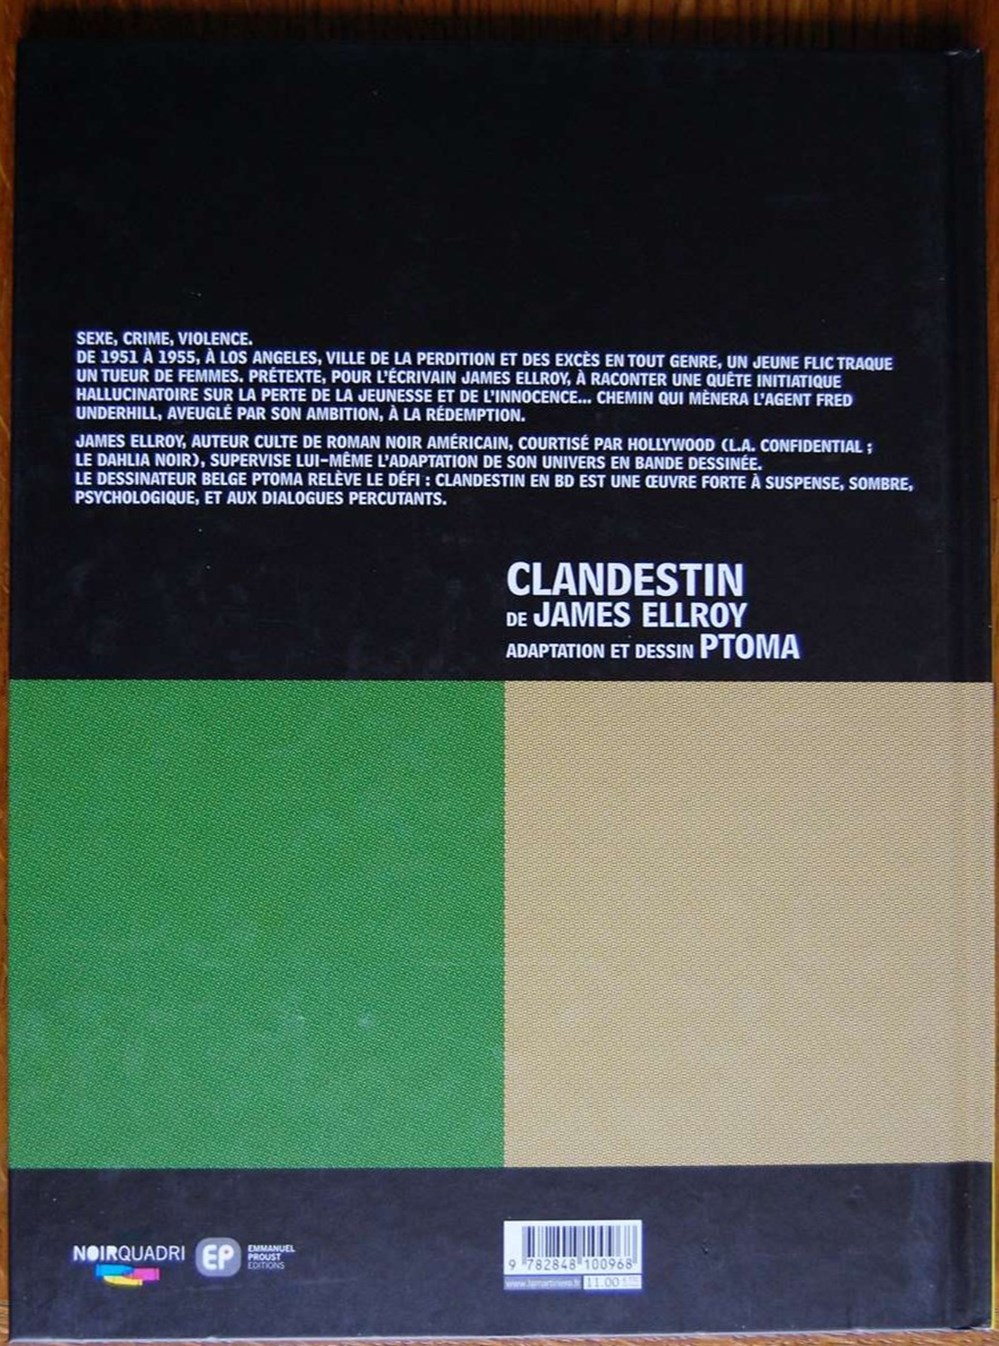 SEXE, CRIME, VIOLENCE.
DE 1951 À 1955, À LOS ANGELES, VILLE DE LA PERDITION ET DES EXCÈS EN TOUT GENRE, UN JEUNE FLIC TRAQUE
UN TUEUR DE FEMMES. PRÉTEXTE, POUR L'ÉCRIVAIN JAMES ELLROY, À RACONTER UNE QUÊTE INITIATIQUE
HALLUCINATOIRE SUR LA PERTE DE LA JEUNESSE ET DE L'INNOCENCE... CHEMIN QUI MÈNERA L'AGENT FRED
UNDERHILL, AVEUGLÉ PAR SON AMBITION, À LA RÉDEMPTION.
JAMES ELLROY, AUTEUR CULTE DE ROMAN NOIR AMÉRICAIN, COURTISÉ PAR HOLLYWOOD (L.A. CONFIDENTIAL ;
LE DAHLIA NOIR), SUPERVISE LUI-MÊME L'ADAPTATION DE SON UNIVERS EN BANDE DESSINÉE.
LE DESSINATEUR BELGE PTOMA RELÈVE LE DÉFI : CLANDESTIN EN BD EST UNE ŒUVRE FORTE À SUSPENSE, SOMBRE,
PSYCHOLOGIQUE, ET AUX DIALOGUES PERCUTANTS.
CLANDESTIN
DE JAMES ELLROY
ADAPTATION ET DESSIN PTOMA
NOIRQUADRI
EP
EMMANUEL
PROUST
EDITIONS
9 782848 100968
www.lamartiniere.fr 11.00